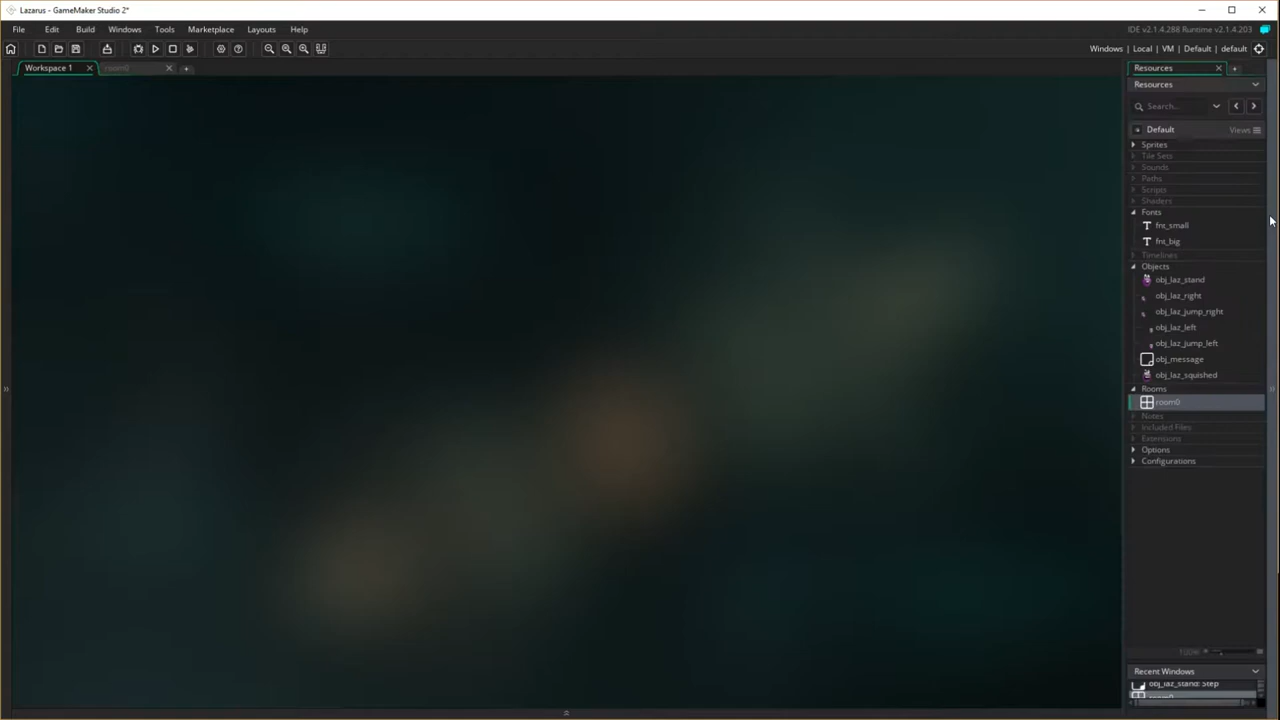 Lazarus - GameMaker Studio 2*
File Edit Build Windows Tools Marketplace Layouts Help
IDE v2.1.4.288 Runtime v2.1.4.203
Windows | Local | VM | Default | default
Workspace 1
room0
Resources
Resources
Search...
Default Views
Sprites
Tile Sets
Sounds
Paths
Scripts
Shaders
Fonts
fnt_small
fnt_big
Timelines
Objects
obj_laz_stand
obj_laz_right
obj_laz_jump_right
obj_laz_left
obj_laz_jump_left
obj_message
obj_laz_squished
Rooms
room0
Notes
Included Files
Extensions
Options
Configurations
100%
Recent Windows
obj_laz_stand: Step
room0